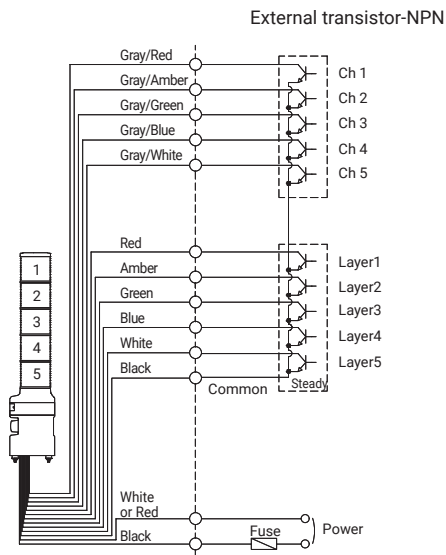 External transistor-NPN
Gray/Red
Ch 1
Gray/Amber
Ch 2
Gray/Green
Ch 3
Gray/Blue
Ch 4
Gray/White
Ch 5
Red
Layer1
Amber
Layer2
Green
Layer3
Blue
Layer4
White
Layer5
Black
Common
Steady
1
2
3
4
5
White
or Red
Black
Fuse
Power